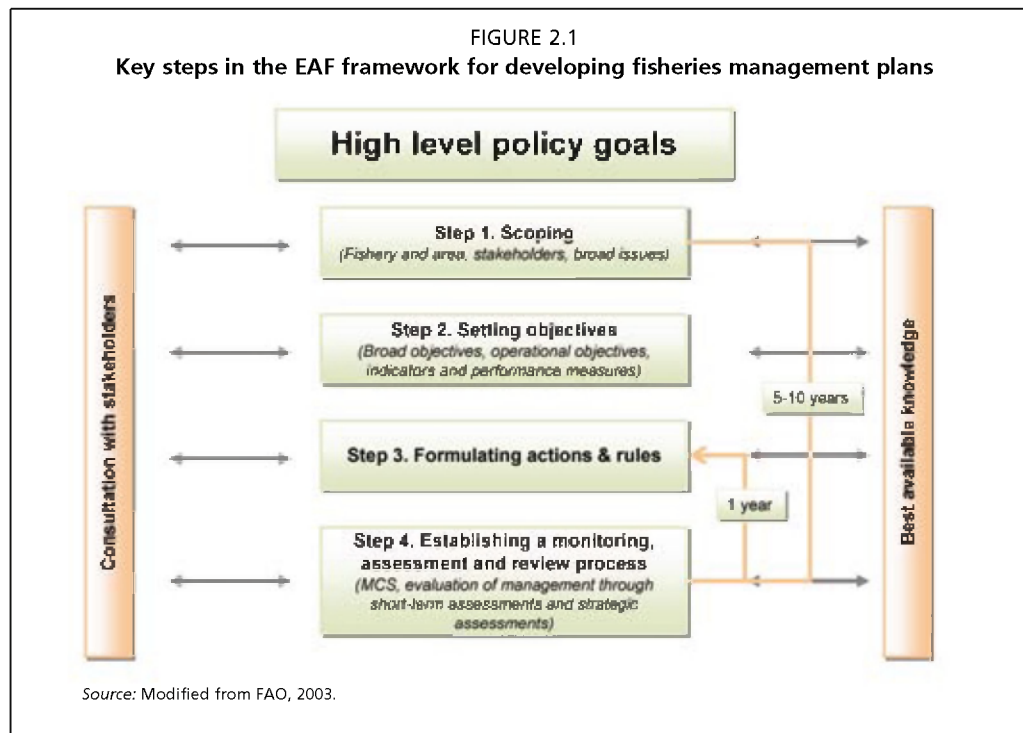 FIGURE 2.1
Key steps in the EAF framework for developing fisheries management plans
High level policy goals
Consultation with stakeholders
Step 1. Scoping
(Fishery and area, stakeholders, broad issues)
Step 2. Setting objectives
(Broad objectives, operational objectives,
indicators and performance measures)
5-10 years
Step 3. Formulating actions & rules
1 year
Step 4. Establishing a monitoring,
assessment and review process
(MCS, evaluation of management through
short-term assessments and strategic
assessments)
Best available knowledge
Source: Modified from FAO, 2003.